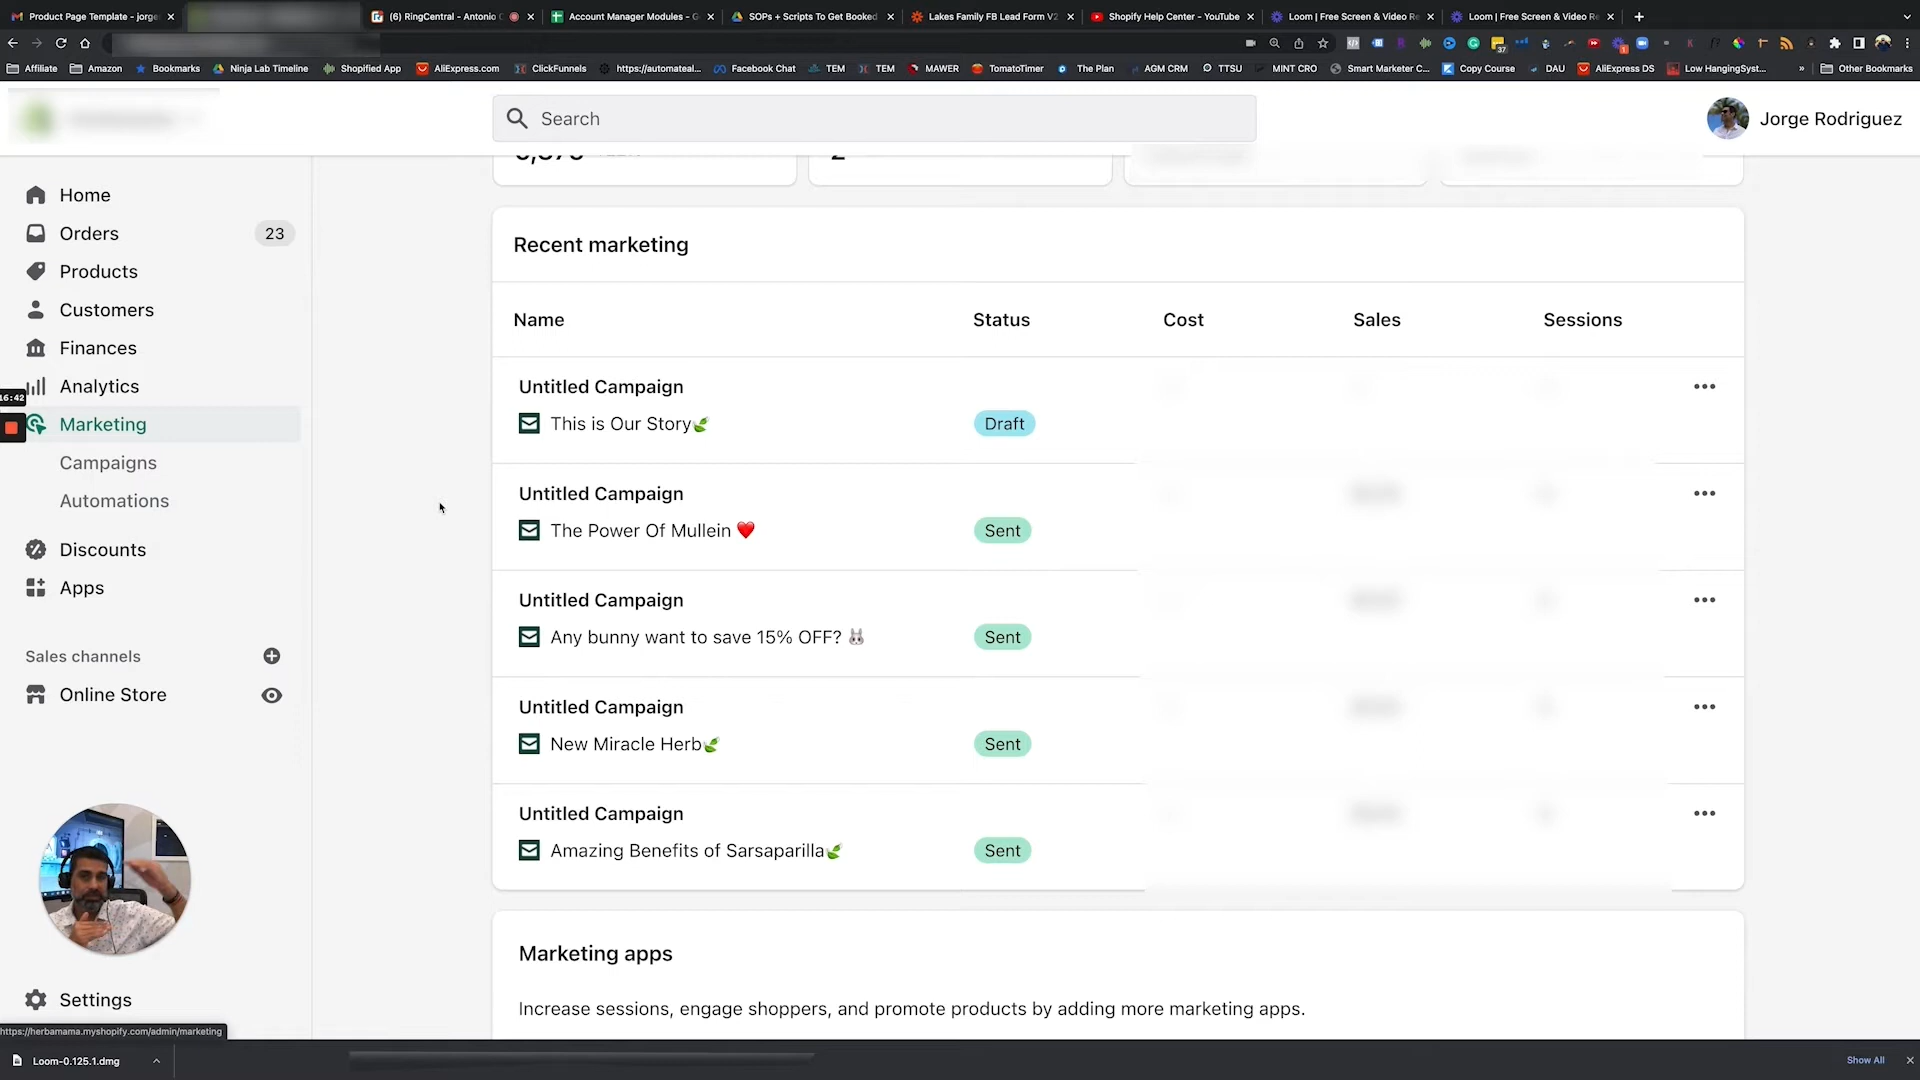 Product Page Template - jorge
(6) RingCentral - Antonio C
Account Manager Modules - G
SOPs + Scripts To Get Booked
Lakes Family FB Lead Form V2
Shopify Help Center - YouTube
Loom | Free Screen & Video Re
Loom | Free Screen & Video Re
Affiliate
Amazon
Bookmarks
Ninja Lab Timeline
Shopified App
AliExpress.com
ClickFunnels
https://automateal...
Facebook Chat
TEM
TEM
MAWER
TomatoTimer
The Plan
AGM CRM
TTSU
MINT CRO
Smart Marketer C...
Copy Course
DAU
AliExpress DS
Low HangingSyst...
»
Other Bookmarks
Search
Jorge Rodriguez
Home
Orders 23
Products
Customers
Finances
Analytics
16:42
Marketing
Campaigns
Automations
Discounts
Apps
Sales channels
Online Store
Settings
https://herbamama.myshopify.com/admin/marketing
Recent marketing
Name Status Cost Sales Sessions
Untitled Campaign
This is Our Story🍃 Draft
Untitled Campaign
The Power Of Mullein ❤️ Sent
Untitled Campaign
Any bunny want to save 15% OFF? 🐰 Sent
Untitled Campaign
New Miracle Herb🍃 Sent
Untitled Campaign
Amazing Benefits of Sarsaparilla🍃 Sent
Marketing apps
Increase sessions, engage shoppers, and promote products by adding more marketing apps.
Loom-0.125.1.dmg
Show All